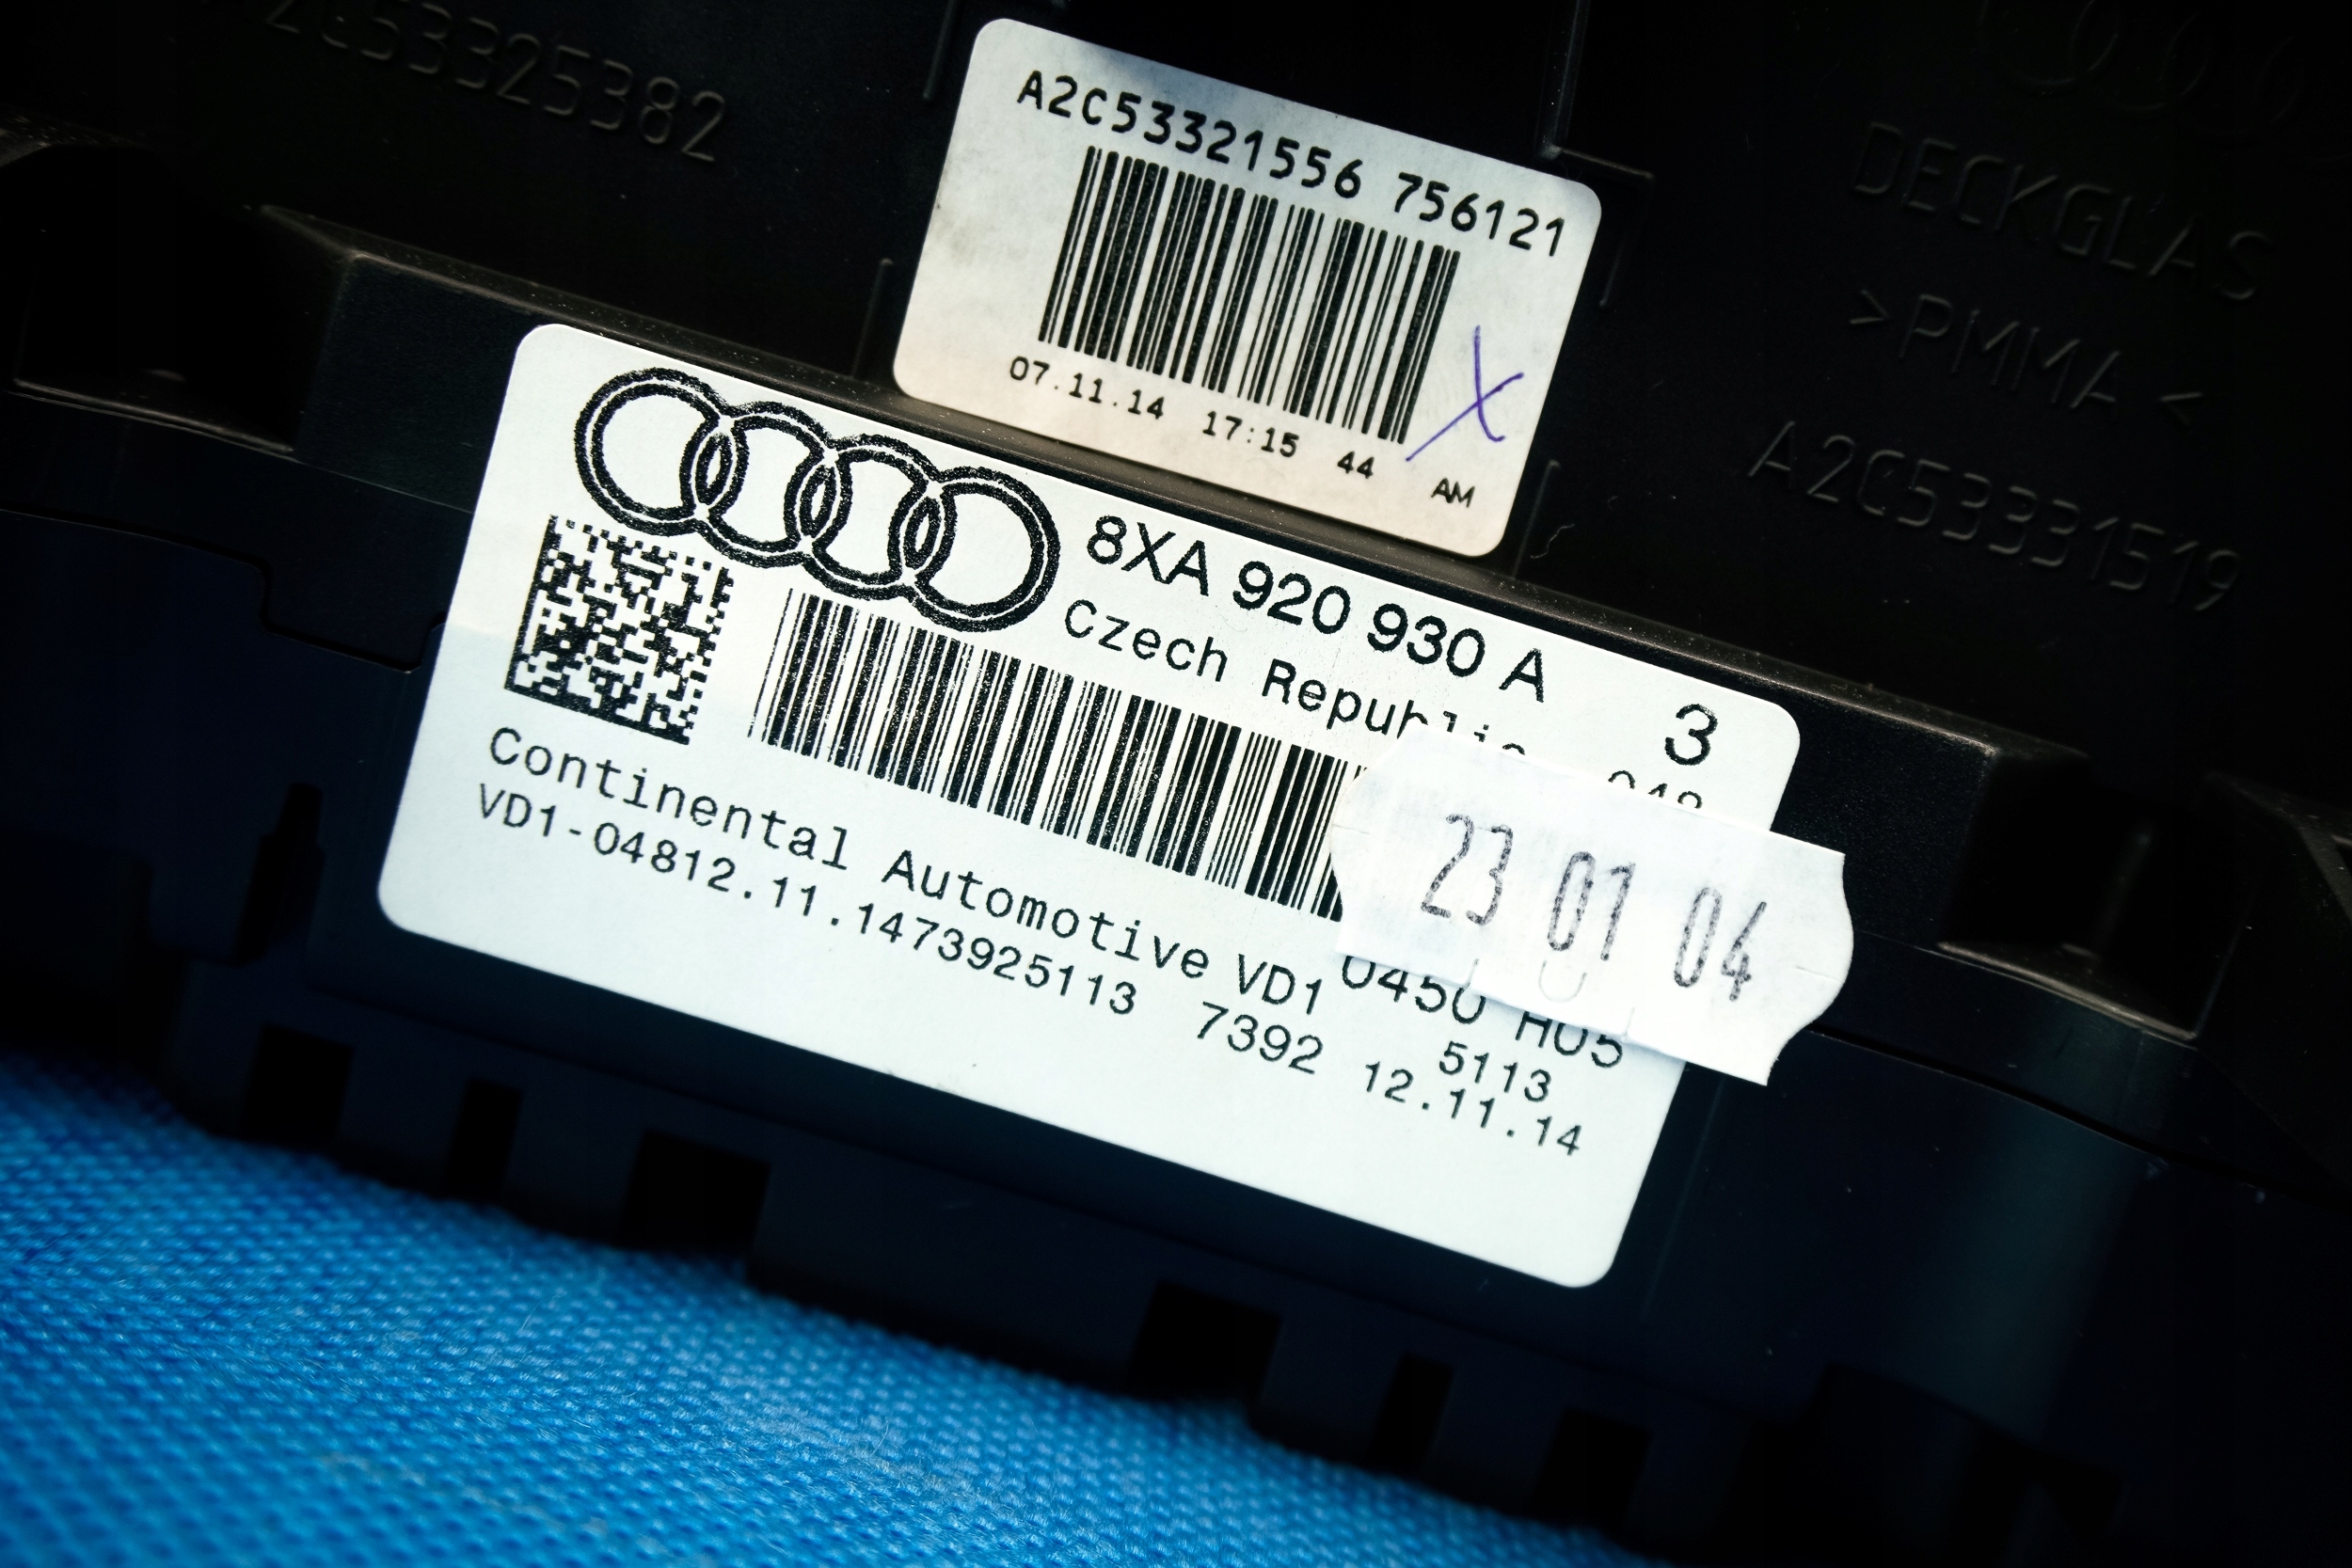 2C53325382
A2C53321556 756121
07.11.14 17:15 44 AM
DECKGLAS
>PMMA<
A2C53331519
8XA 920 930 A 3
Czech Republic
23 01 04
Continental Automotive VD1 0450 H05
VD1-04812.11.1473925113 7392 5113
12.11.14